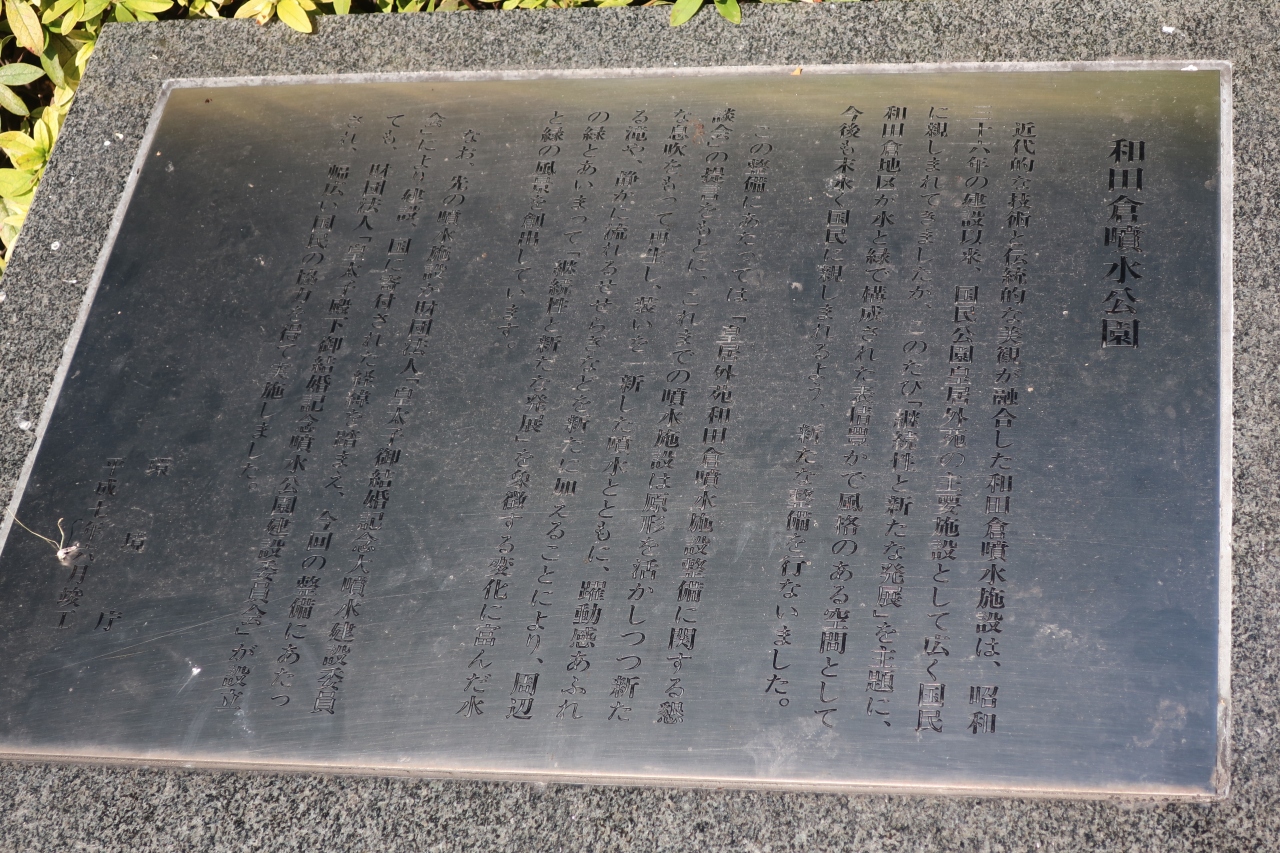 和田倉噴水公園
近代的な技術と伝統的な美観が融合した和田倉噴水施設は、昭和
三十六年の建設以来、国民公園皇居外苑の主要施設として広く国民
に親しまれてきましたが、このたび「継続性と新たな発展」を主題に、
和田倉地区が水と緑で構成された表情豊かで風格のある空間として
今後も末永く国民に親しまれるよう、新たな整備を行ないました。
この整備にあたっては、「皇居外苑和田倉噴水施設整備に関する懇
談会」の提言をもとに、これまでの噴水施設は原形を活かしつつ新た
な息吹をもって再生し、装いを一新した噴水とともに、躍動感あふれ
る滝や、静かに流れるせせらぎなどを新たに加えることにより、周辺
の緑とあいまって「継続性と新たな発展」を象徴する変化に富んだ水
と緑の風景を創出しています。
なお、先の噴水施設が財団法人「皇太子御結婚記念大噴水建設委員
会」により建設、国に寄付された経緯を踏まえ、今回の整備にあたっ
ても、財団法人「皇太子殿下御結婚記念噴水公園建設委員会」が設立
され、幅広い国民の協力を得て実施しました。
環境庁
平成七年六月竣工